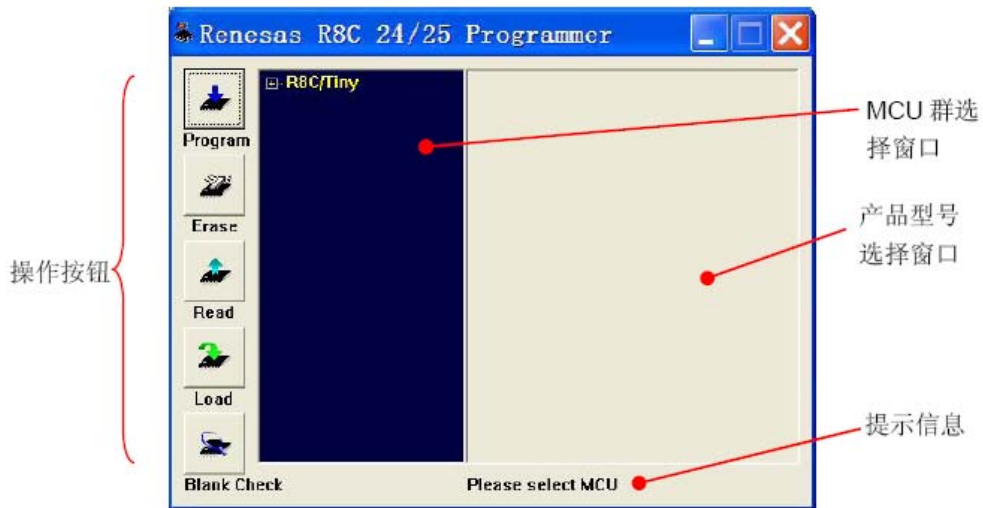 Renesas R8C 24/25 Programmer
R8C/Tiny
Program
Erase
Read
Load
Blank Check
Please select MCU
操作按钮
MCU 群选
择窗口
产品型号
选择窗口
提示信息